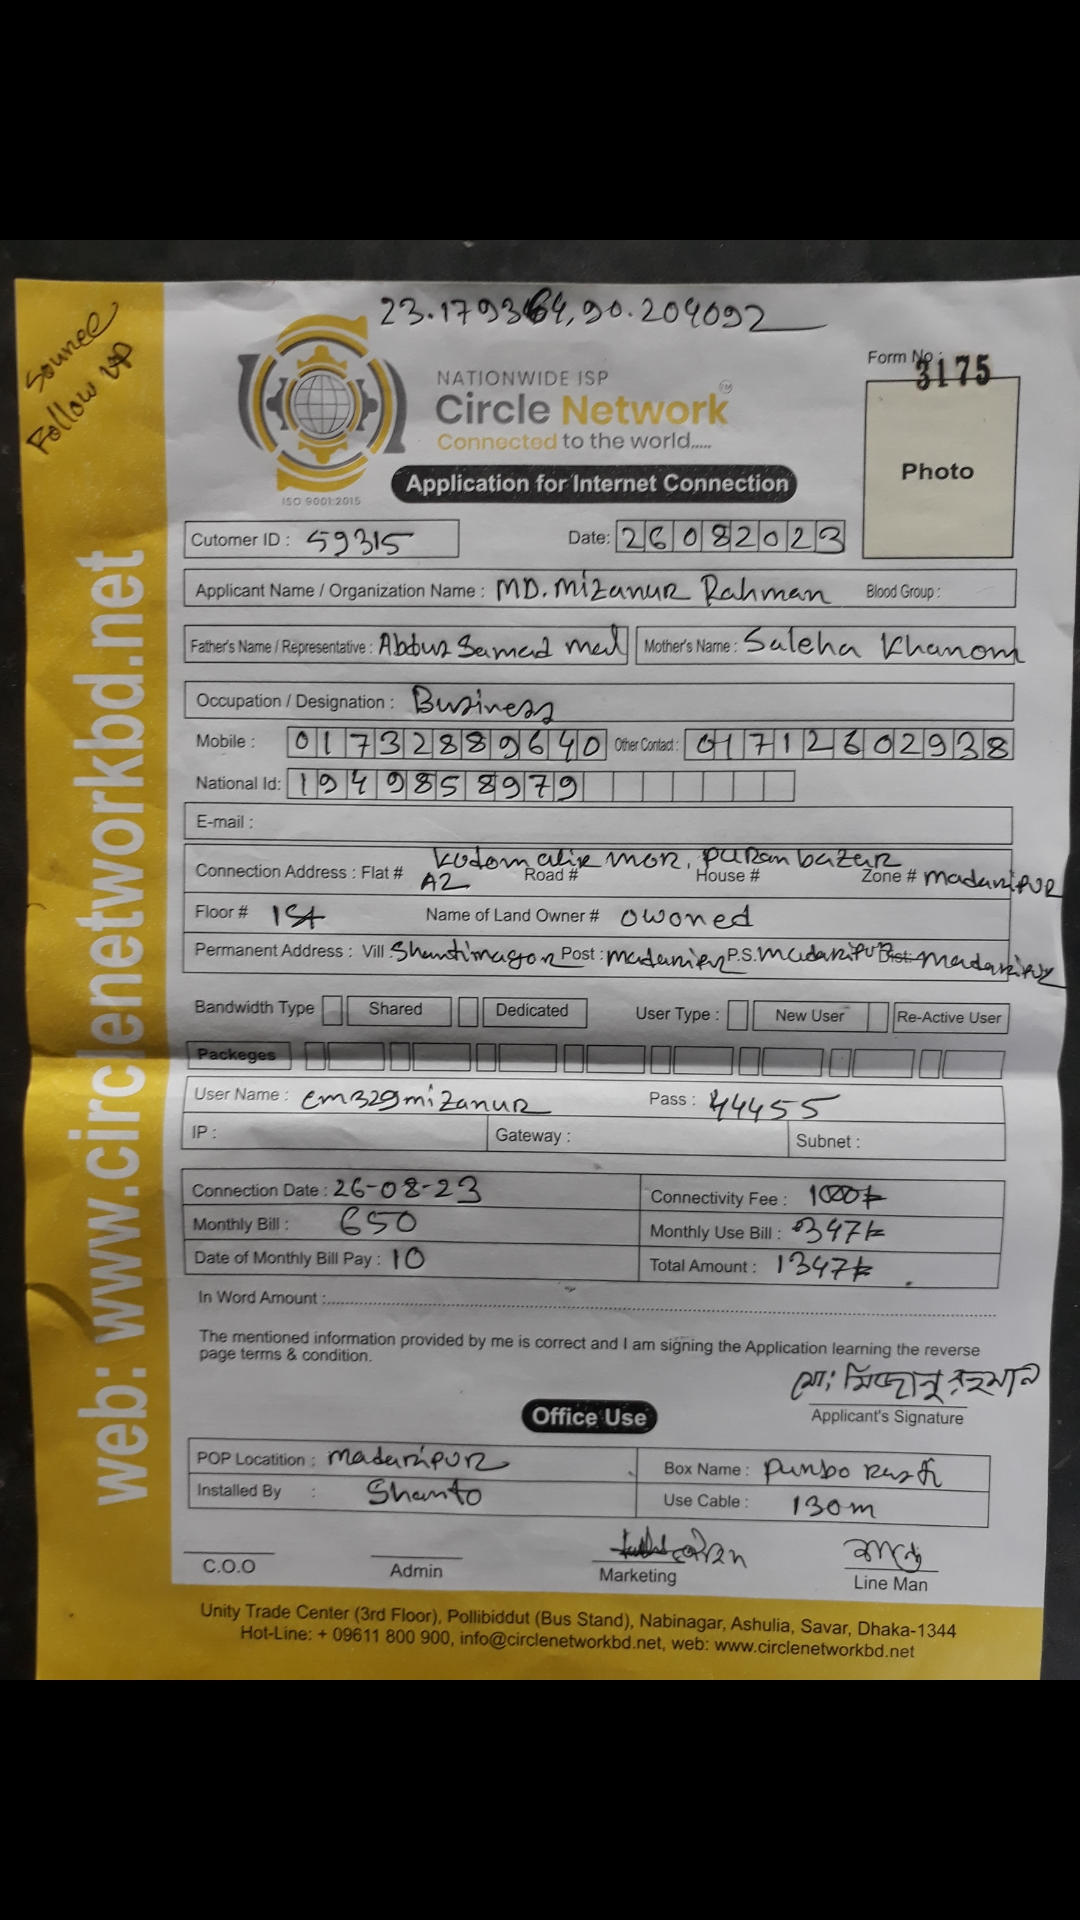 23.179364, 90.204092
Source
Follow UP
NATIONWIDE ISP
Circle Network
TM
Connected to the world.....
ISO 9001:2015
Form No : 3175
Photo
Application for Internet Connection
Cutomer ID : 59315
Date: 26082023
Applicant Name / Organization Name : MD. Mizanur Rahman Blood Group :
Father's Name / Representative : Abdur Samad Mal Mother's Name : Saleha Khanom
Occupation / Designation : Business
Mobile : 01732889640 Other Contact : 01712602938
National Id: 1949858979
E-mail :
Kudom alir mor, puran bazar
Connection Address : Flat # A2 Road # House # Zone # Madaripur
Floor # 1st Name of Land Owner # owoned
Permanent Address : Vill : Shantinagor Post : Madaripur P.S. Madaripur Dist: Madaripur
Bandwidth Type Shared Dedicated User Type : New User Re-Active User
Packeges
User Name : cm329mizanur Pass : 44455
IP : Gateway : Subnet :
Connection Date : 26-08-23 Connectivity Fee : 1000৳
Monthly Bill : 650 Monthly Use Bill : 347৳
Date of Monthly Bill Pay : 10 Total Amount : 1347৳
In Word Amount :
The mentioned information provided by me is correct and I am signing the Application learning the reverse
page terms & condition.
মো: মিজানুর রহমান
Applicant's Signature
Office Use
POP Locatition : Madaripur Box Name :
Installed By : Shanto Use Cable : 130m
C.O.O Admin Marketing Line Man
Unity Trade Center (3rd Floor), Pollibiddut (Bus Stand), Nabinagar, Ashulia, Savar, Dhaka-1344
Hot-Line: + 09611 800 900, info@circlenetworkbd.net, web: www.circlenetworkbd.net
web: www.circlenetworkbd.net